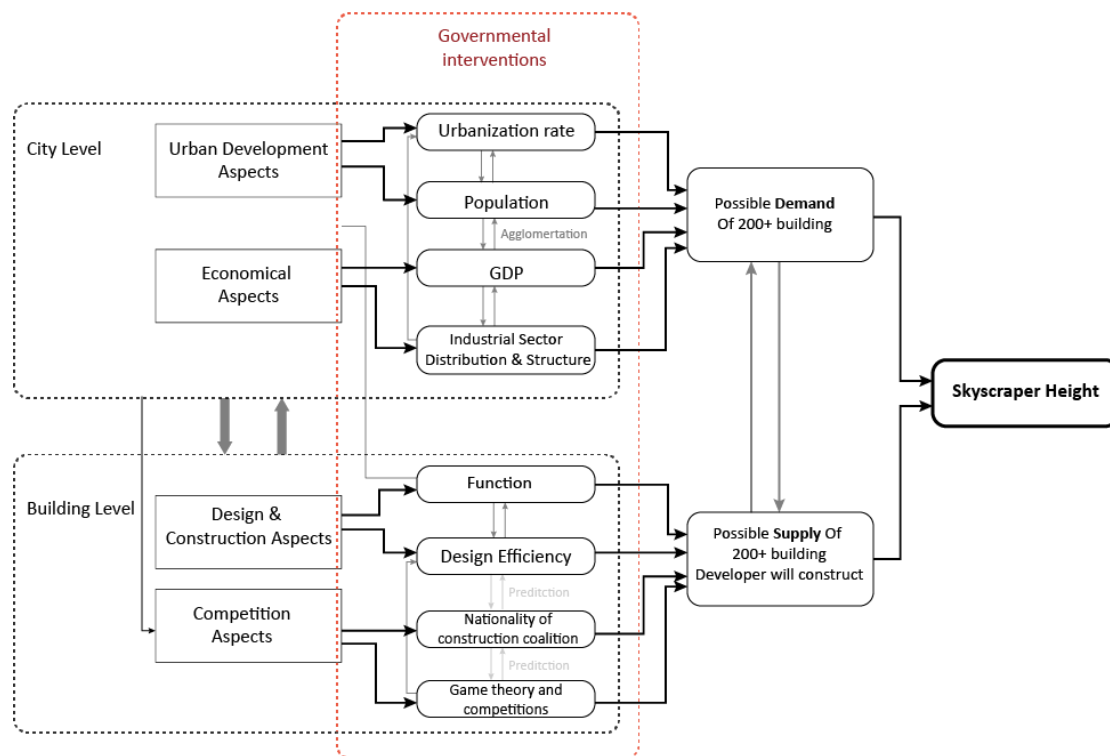 Governmental
interventions
City Level
Urban Development
Aspects
Urbanization rate
Population
Agglomertation
Economical
Aspects
GDP
Industrial Sector
Distribution & Structure
Possible Demand
Of 200+ building
Skyscraper Height
Building Level
Design &
Construction Aspects
Function
Design Efficiency
Preditction
Competition
Aspects
Nationality of
construction coalition
Preditction
Game theory and
competitions
Possible Supply Of
200+ building
Developer will construct